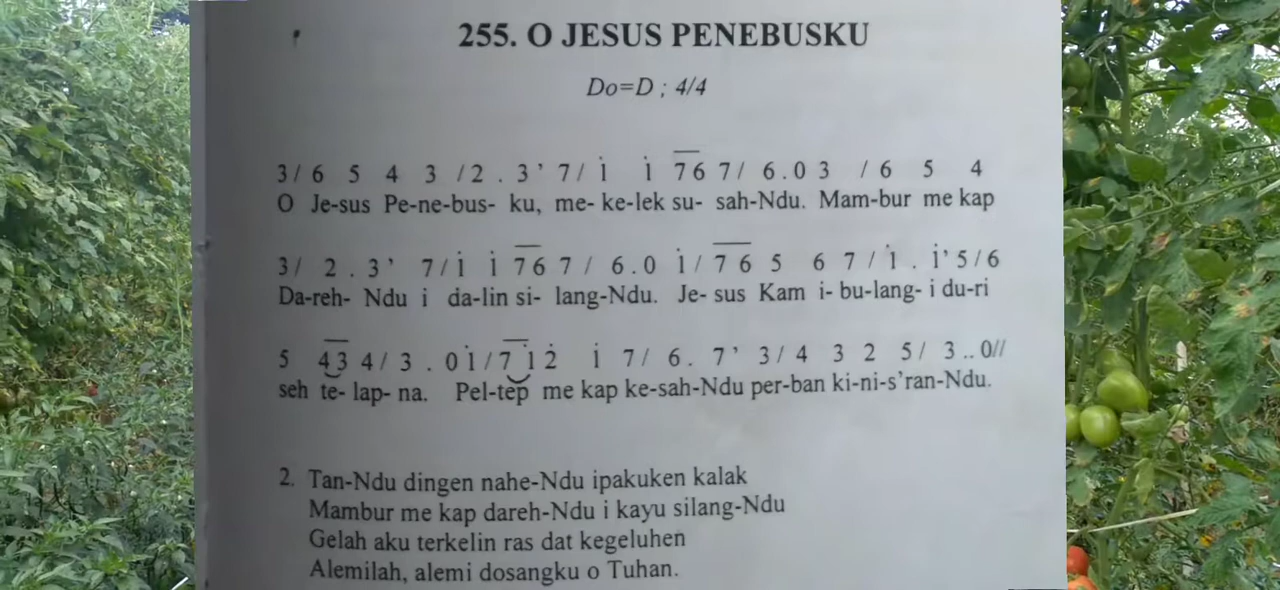 255. O JESUS PENEBUSKU
Do=D ; 4/4
3/ 6 5 4 3 /2 . 3’ 7/ i̇ i̇ 7̅6̅ 7/ 6.0 3 /6 5 4
O Je-sus Pe-ne-bus- ku, me- ke-lek su- sah-Ndu. Mam-bur me kap
3/ 2 . 3’ 7/ i̇ i̇ 7̅6̅ 7 / 6.0 i̇/ 7̅6̅ 5 6 7 / i̇ . i̇’ 5/6
Da-reh- Ndu i da-lin si- lang-Ndu. Je- sus Kam i- bu-lang- i du-ri
5 4̅3̅ 4/ 3 . 0 i̇/ 7̅i̅ 2̇ i̇ 7/ 6. 7’ 3/ 4 3 2 5/ 3 .. 0//
seh te- lap- na. Pel-tep me kap ke-sah-Ndu per-ban ki-ni-s’ran-Ndu.
2. Tan-Ndu dingen nahe-Ndu ipakuken kalak
Mambur me kap dareh-Ndu i kayu silang-Ndu
Gelah aku terkelin ras dat kegeluhen
Alemilah, alemi dosangku o Tuhan.